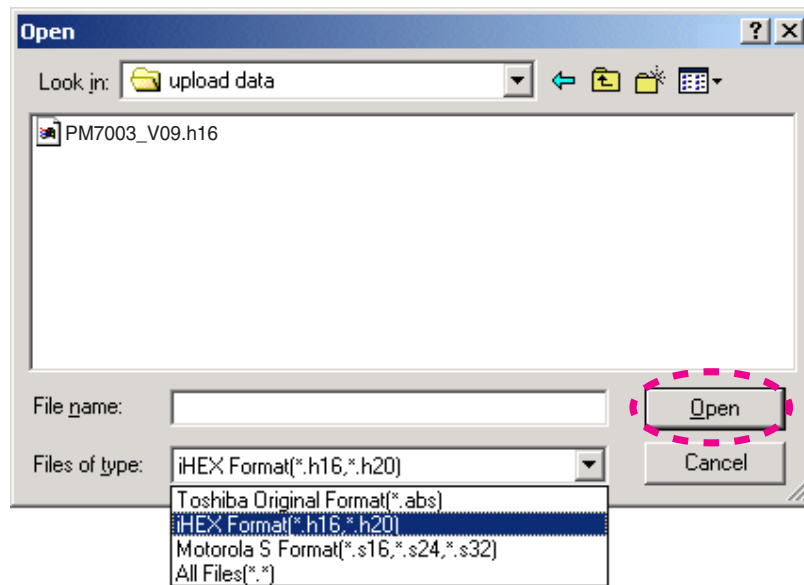 Open
Look in: upload data
PM7003_V09.h16
File name:
Open
Files of type: iHEX Format(*.h16,*.h20)
Cancel
Toshiba Original Format(*.abs)
iHEX Format(*.h16,*.h20)
Motorola S Format(*.s16,*.s24,*.s32)
All Files(*.*)